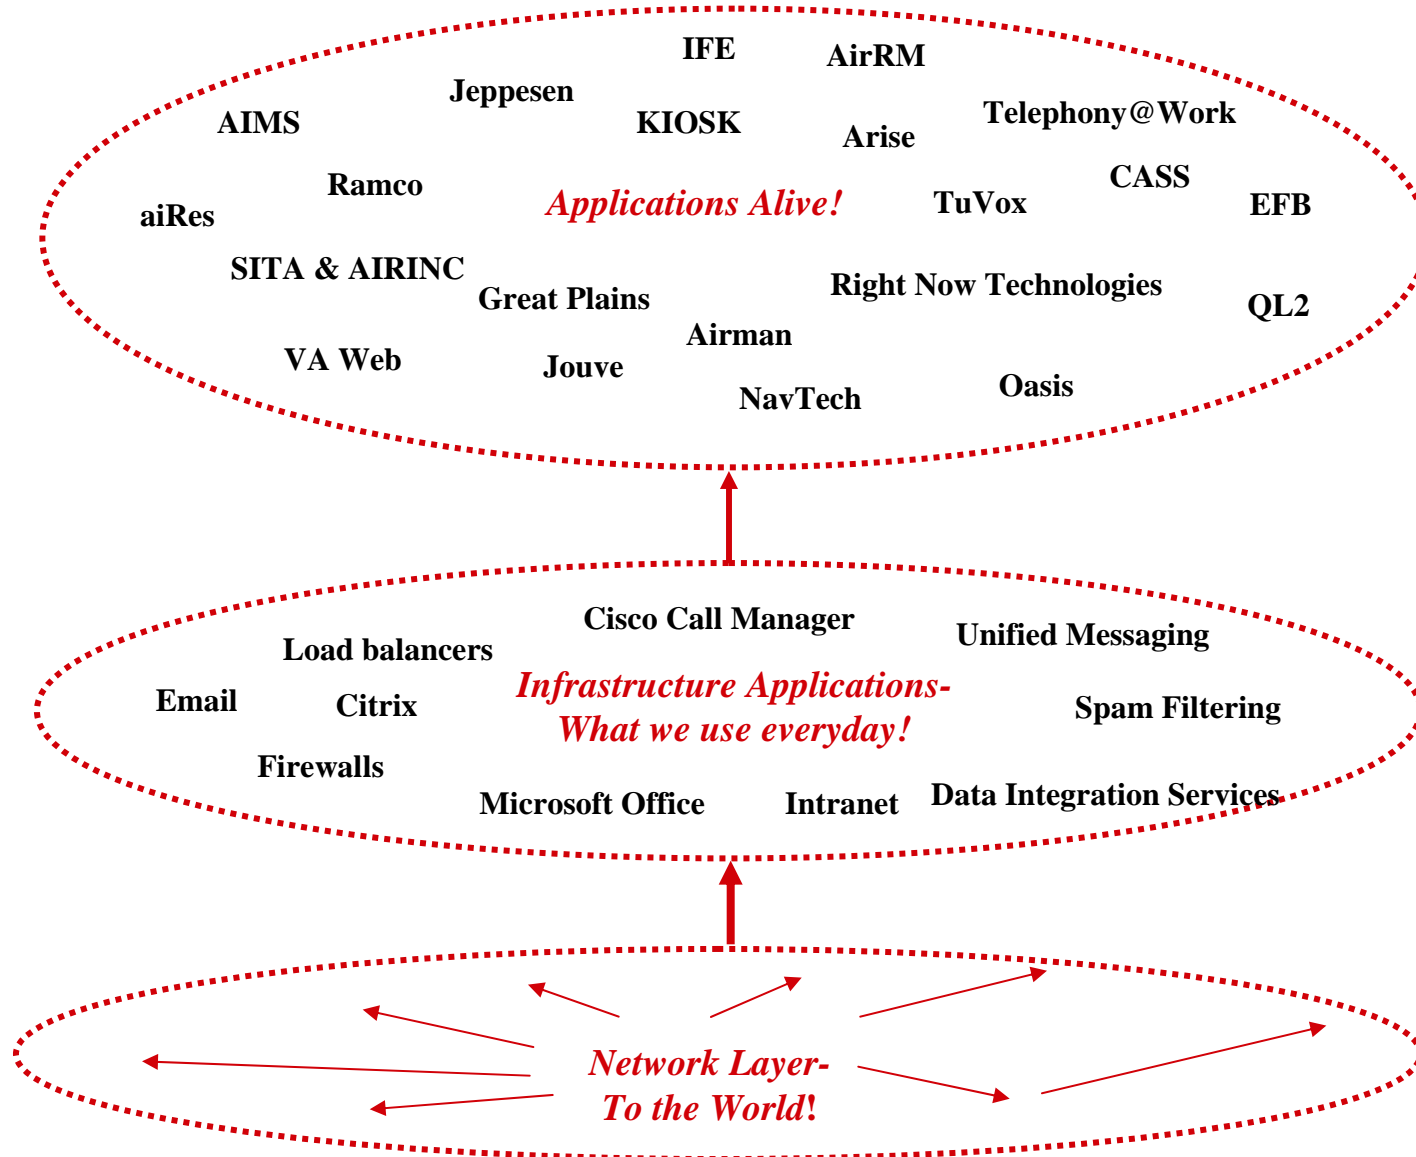 IFE
AirRM
Jeppesen
AIMS
KIOSK
Telephony@Work
Arise
Ramco
Applications Alive!
CASS
aiRes
TuVox
EFB
SITA & AIRINC
Great Plains
Right Now Technologies
QL2
Airman
VA Web
Jouve
NavTech
Oasis
Cisco Call Manager
Unified Messaging
Load balancers
Infrastructure Applications-
What we use everyday!
Email
Citrix
Spam Filtering
Firewalls
Microsoft Office
Intranet
Data Integration Services
Network Layer-
To the World!